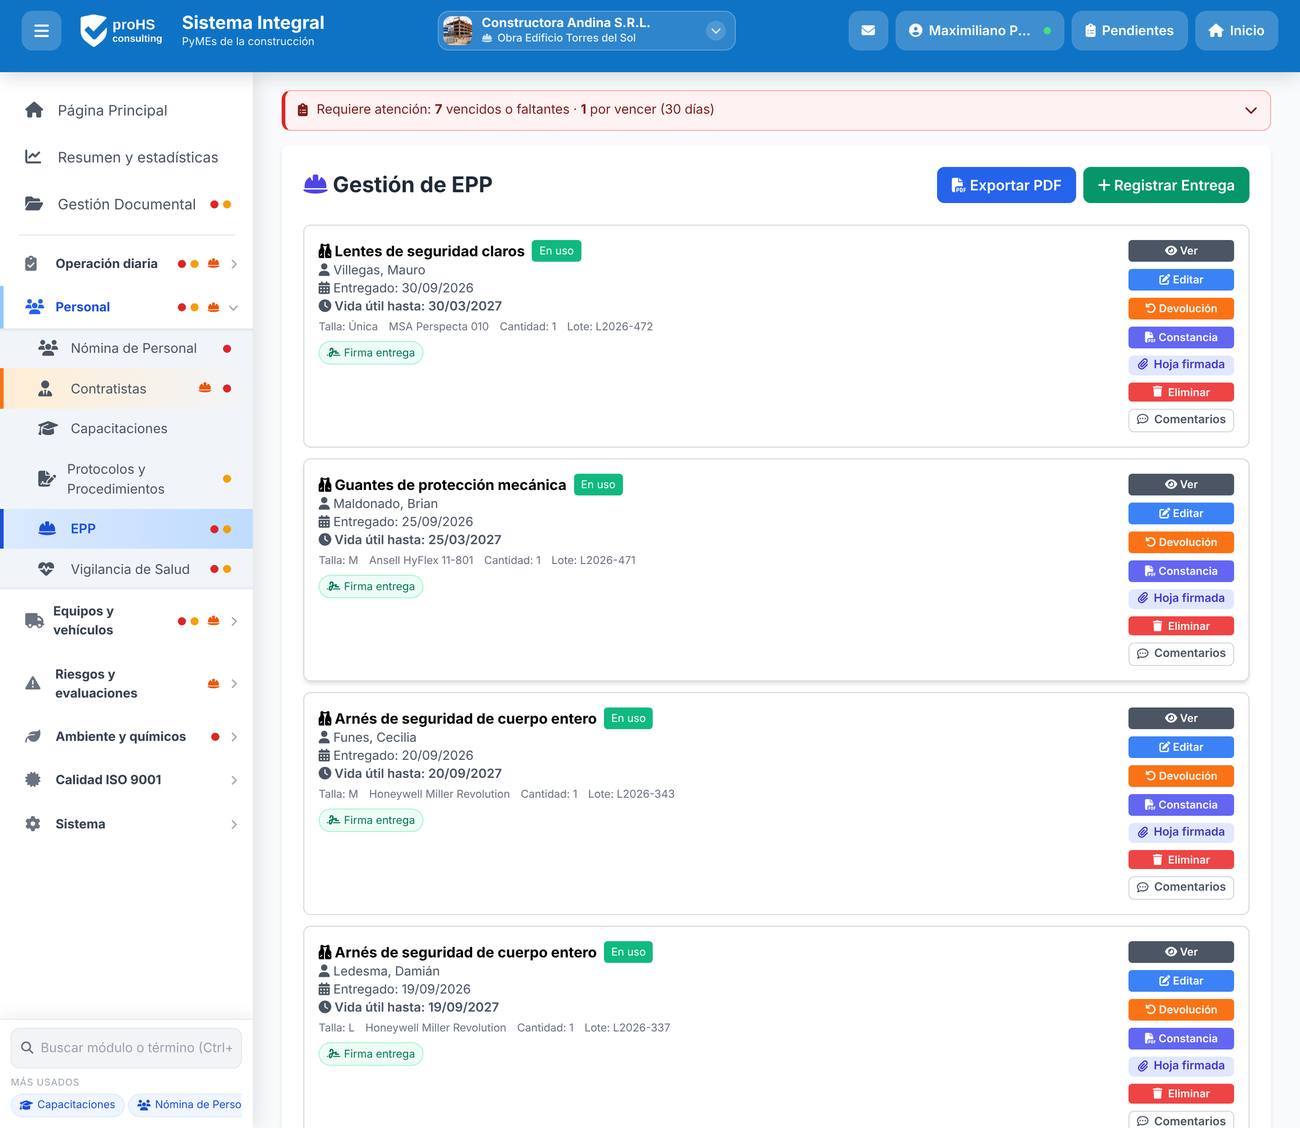 proHS
consulting
Sistema Integral
PyMEs de la construcción
Constructora Andina S.R.L.
Obra Edificio Torres del Sol
Maximiliano P...
Pendientes
Inicio
Página Principal
Resumen y estadísticas
Gestión Documental
Operación diaria
Personal
Nómina de Personal
Contratistas
Capacitaciones
Protocolos y
Procedimientos
EPP
Vigilancia de Salud
Equipos y
vehículos
Riesgos y
evaluaciones
Ambiente y químicos
Calidad ISO 9001
Sistema
Buscar módulo o término (Ctrl+
MÁS USADOS
Capacitaciones
Nómina de Perso
Requiere atención: 7 vencidos o faltantes · 1 por vencer (30 días)
Gestión de EPP
Exportar PDF
Registrar Entrega
Lentes de seguridad claros En uso
Villegas, Mauro
Entregado: 30/09/2026
Vida útil hasta: 30/03/2027
Talla: Única MSA Perspecta 010 Cantidad: 1 Lote: L2026-472
Firma entrega
Ver
Editar
Devolución
Constancia
Hoja firmada
Eliminar
Comentarios
Guantes de protección mecánica En uso
Maldonado, Brian
Entregado: 25/09/2026
Vida útil hasta: 25/03/2027
Talla: M Ansell HyFlex 11-801 Cantidad: 1 Lote: L2026-471
Firma entrega
Ver
Editar
Devolución
Constancia
Hoja firmada
Eliminar
Comentarios
Arnés de seguridad de cuerpo entero En uso
Funes, Cecilia
Entregado: 20/09/2026
Vida útil hasta: 20/09/2027
Talla: M Honeywell Miller Revolution Cantidad: 1 Lote: L2026-343
Firma entrega
Ver
Editar
Devolución
Constancia
Hoja firmada
Eliminar
Comentarios
Arnés de seguridad de cuerpo entero En uso
Ledesma, Damián
Entregado: 19/09/2026
Vida útil hasta: 19/09/2027
Talla: L Honeywell Miller Revolution Cantidad: 1 Lote: L2026-337
Firma entrega
Ver
Editar
Devolución
Constancia
Hoja firmada
Eliminar
Comentarios